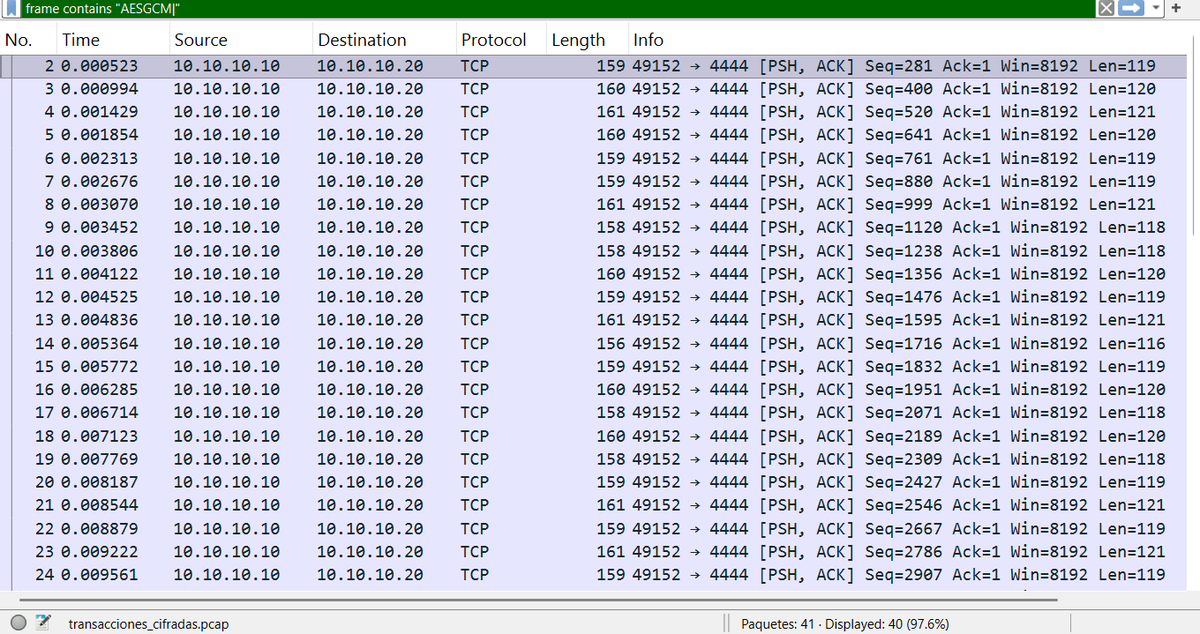 frame contains "AESGCM|"
No. Time Source Destination Protocol Length Info
2 0.000523 10.10.10.10 10.10.10.20 TCP 159 49152 → 4444 [PSH, ACK] Seq=281 Ack=1 Win=8192 Len=119
3 0.000994 10.10.10.10 10.10.10.20 TCP 160 49152 → 4444 [PSH, ACK] Seq=400 Ack=1 Win=8192 Len=120
4 0.001429 10.10.10.10 10.10.10.20 TCP 161 49152 → 4444 [PSH, ACK] Seq=520 Ack=1 Win=8192 Len=121
5 0.001854 10.10.10.10 10.10.10.20 TCP 160 49152 → 4444 [PSH, ACK] Seq=641 Ack=1 Win=8192 Len=120
6 0.002313 10.10.10.10 10.10.10.20 TCP 159 49152 → 4444 [PSH, ACK] Seq=761 Ack=1 Win=8192 Len=119
7 0.002676 10.10.10.10 10.10.10.20 TCP 159 49152 → 4444 [PSH, ACK] Seq=880 Ack=1 Win=8192 Len=119
8 0.003070 10.10.10.10 10.10.10.20 TCP 161 49152 → 4444 [PSH, ACK] Seq=999 Ack=1 Win=8192 Len=121
9 0.003452 10.10.10.10 10.10.10.20 TCP 158 49152 → 4444 [PSH, ACK] Seq=1120 Ack=1 Win=8192 Len=118
10 0.003806 10.10.10.10 10.10.10.20 TCP 158 49152 → 4444 [PSH, ACK] Seq=1238 Ack=1 Win=8192 Len=118
11 0.004122 10.10.10.10 10.10.10.20 TCP 160 49152 → 4444 [PSH, ACK] Seq=1356 Ack=1 Win=8192 Len=120
12 0.004525 10.10.10.10 10.10.10.20 TCP 159 49152 → 4444 [PSH, ACK] Seq=1476 Ack=1 Win=8192 Len=119
13 0.004836 10.10.10.10 10.10.10.20 TCP 161 49152 → 4444 [PSH, ACK] Seq=1595 Ack=1 Win=8192 Len=121
14 0.005364 10.10.10.10 10.10.10.20 TCP 156 49152 → 4444 [PSH, ACK] Seq=1716 Ack=1 Win=8192 Len=116
15 0.005772 10.10.10.10 10.10.10.20 TCP 159 49152 → 4444 [PSH, ACK] Seq=1832 Ack=1 Win=8192 Len=119
16 0.006285 10.10.10.10 10.10.10.20 TCP 160 49152 → 4444 [PSH, ACK] Seq=1951 Ack=1 Win=8192 Len=120
17 0.006714 10.10.10.10 10.10.10.20 TCP 158 49152 → 4444 [PSH, ACK] Seq=2071 Ack=1 Win=8192 Len=118
18 0.007123 10.10.10.10 10.10.10.20 TCP 160 49152 → 4444 [PSH, ACK] Seq=2189 Ack=1 Win=8192 Len=120
19 0.007769 10.10.10.10 10.10.10.20 TCP 158 49152 → 4444 [PSH, ACK] Seq=2309 Ack=1 Win=8192 Len=118
20 0.008187 10.10.10.10 10.10.10.20 TCP 159 49152 → 4444 [PSH, ACK] Seq=2427 Ack=1 Win=8192 Len=119
21 0.008544 10.10.10.10 10.10.10.20 TCP 161 49152 → 4444 [PSH, ACK] Seq=2546 Ack=1 Win=8192 Len=121
22 0.008879 10.10.10.10 10.10.10.20 TCP 159 49152 → 4444 [PSH, ACK] Seq=2667 Ack=1 Win=8192 Len=119
23 0.009222 10.10.10.10 10.10.10.20 TCP 161 49152 → 4444 [PSH, ACK] Seq=2786 Ack=1 Win=8192 Len=121
24 0.009561 10.10.10.10 10.10.10.20 TCP 159 49152 → 4444 [PSH, ACK] Seq=2907 Ack=1 Win=8192 Len=119
transacciones_cifradas.pcap Paquetes: 41 · Displayed: 40 (97.6%)